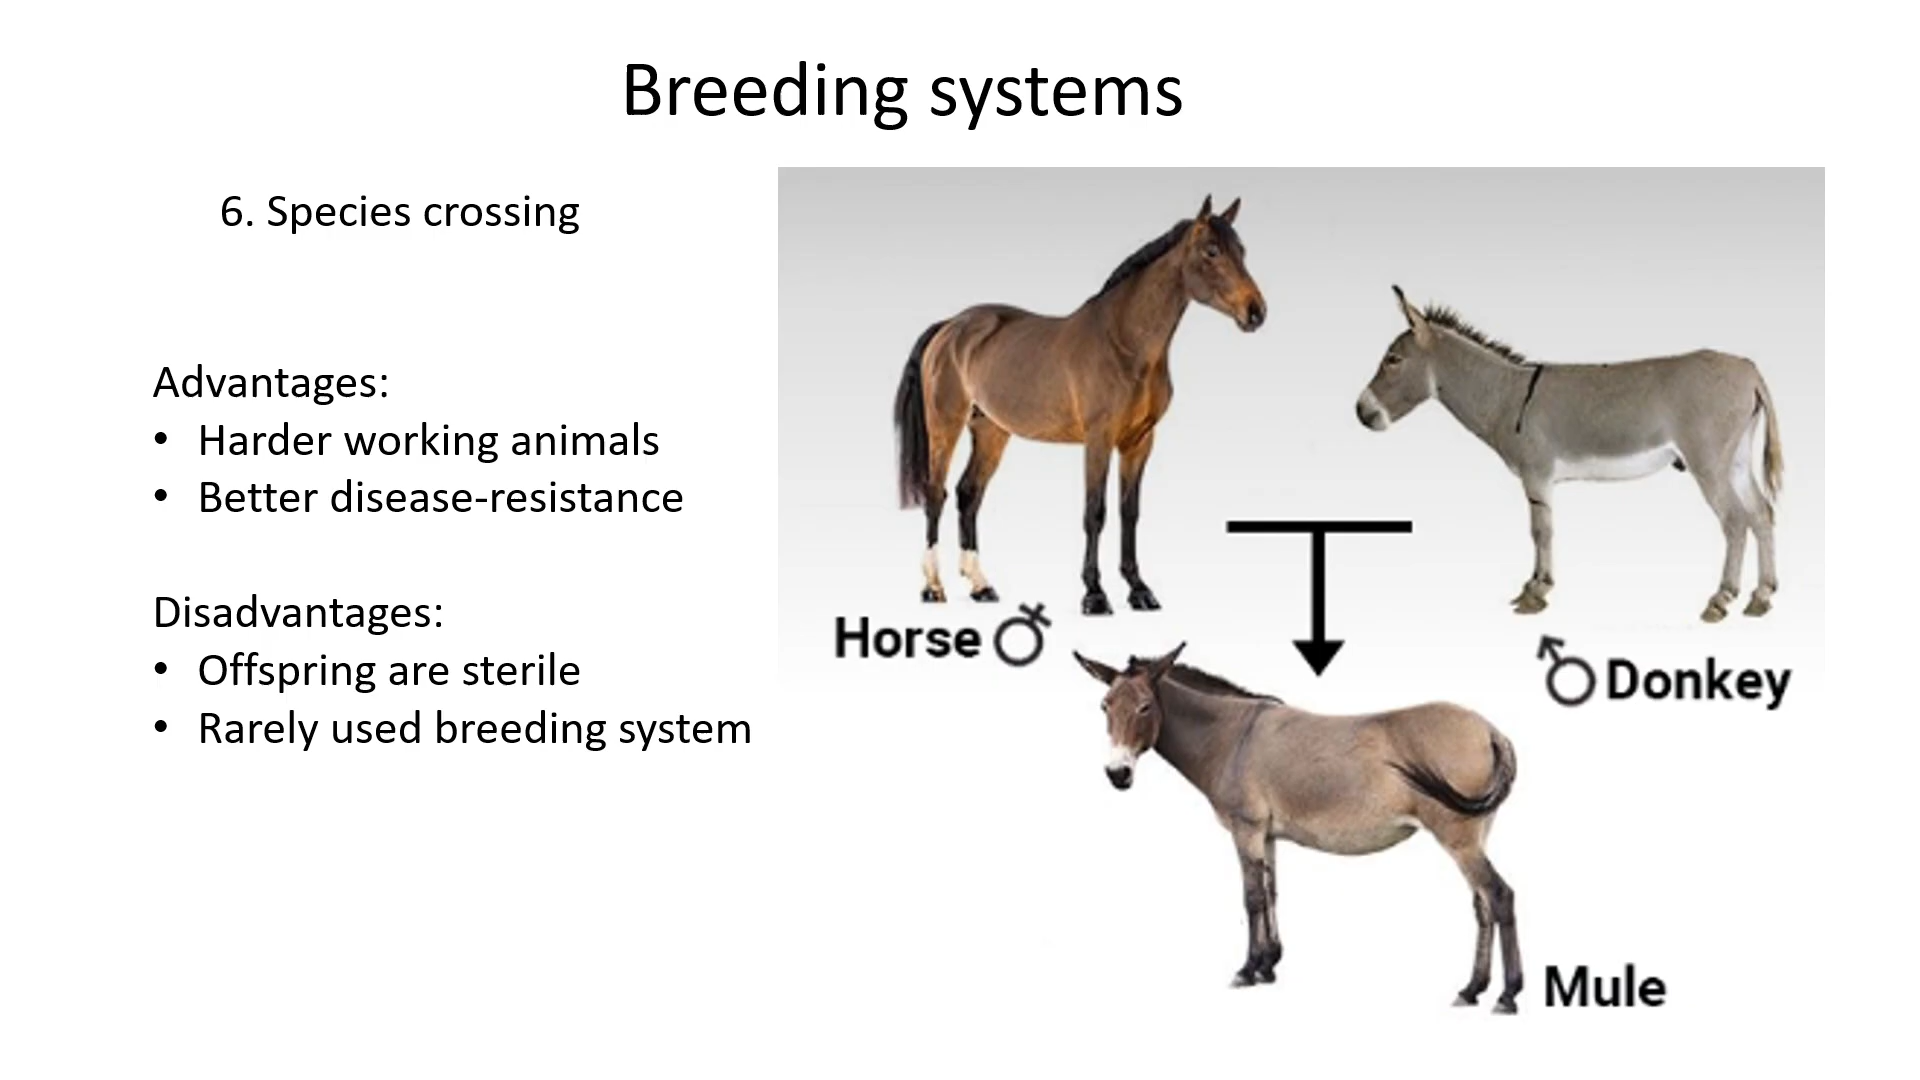 Breeding systems
6. Species crossing
Advantages:
• Harder working animals
• Better disease-resistance
Disadvantages:
• Offspring are sterile
• Rarely used breeding system
Horse
Donkey
Mule